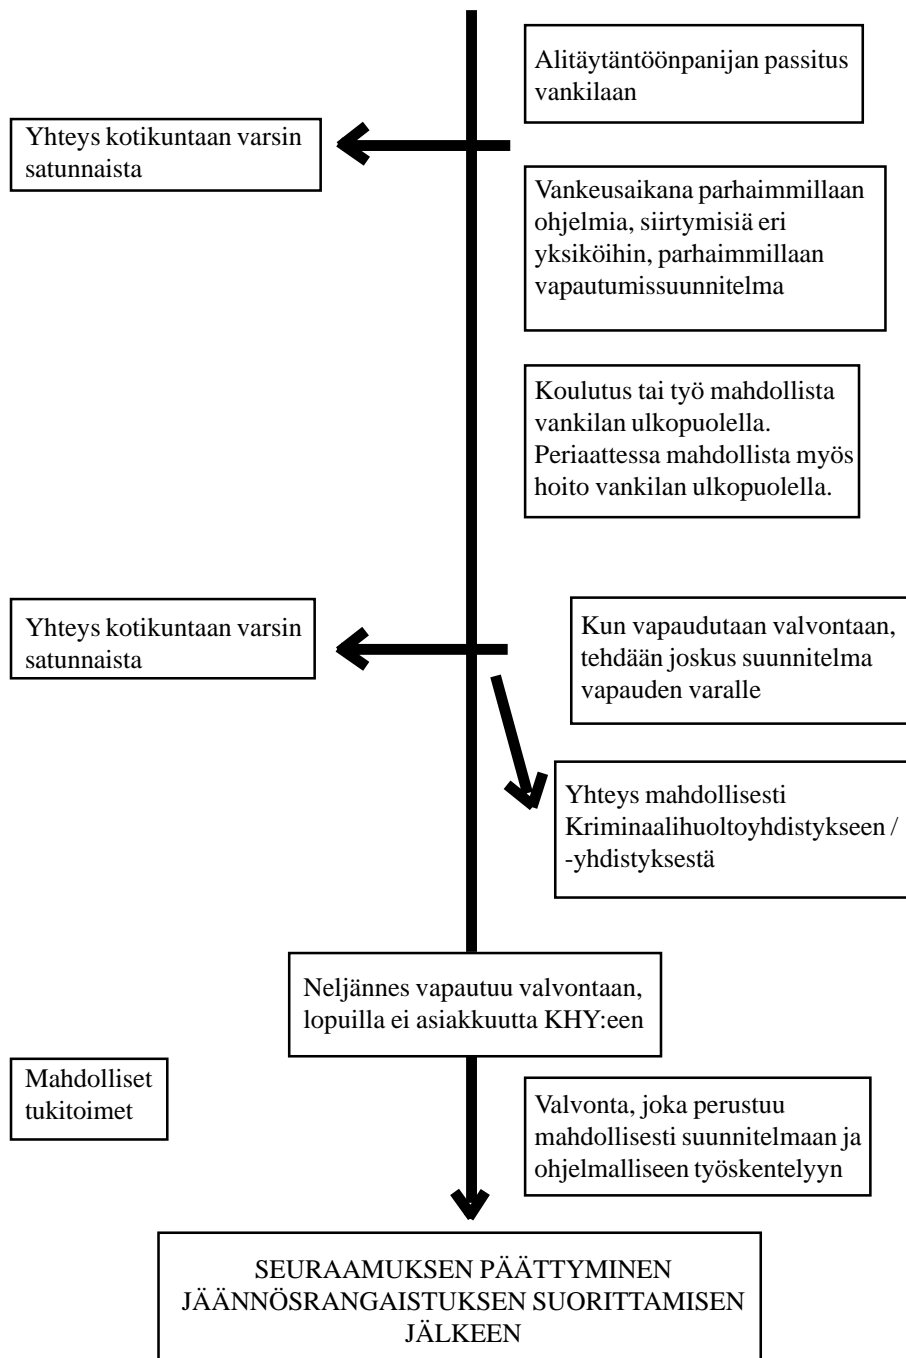 Alitäytäntöönpanijan passitus
vankilaan
Yhteys kotikuntaan varsin
satunnaista
Vankeusaikana parhaimmillaan
ohjelmia, siirtymisiä eri
yksiköihin, parhaimmillaan
vapautumissuunnitelma
Koulutus tai työ mahdollista
vankilan ulkopuolella.
Periaattessa mahdollista myös
hoito vankilan ulkopuolella.
Yhteys kotikuntaan varsin
satunnaista
Kun vapaudutaan valvontaan,
tehdään joskus suunnitelma
vapauden varalle
Yhteys mahdollisesti
Kriminaalihuoltoyhdistykseen /
-yhdistyksestä
Neljännes vapautuu valvontaan,
lopuilla ei asiakkuutta KHY:een
Mahdolliset
tukitoimet
Valvonta, joka perustuu
mahdollisesti suunnitelmaan ja
ohjelmalliseen työskentelyyn
SEURAAMUKSEN PÄÄTTYMINEN
JÄÄNNÖSRANGAISTUKSEN SUORITTAMISEN
JÄLKEEN